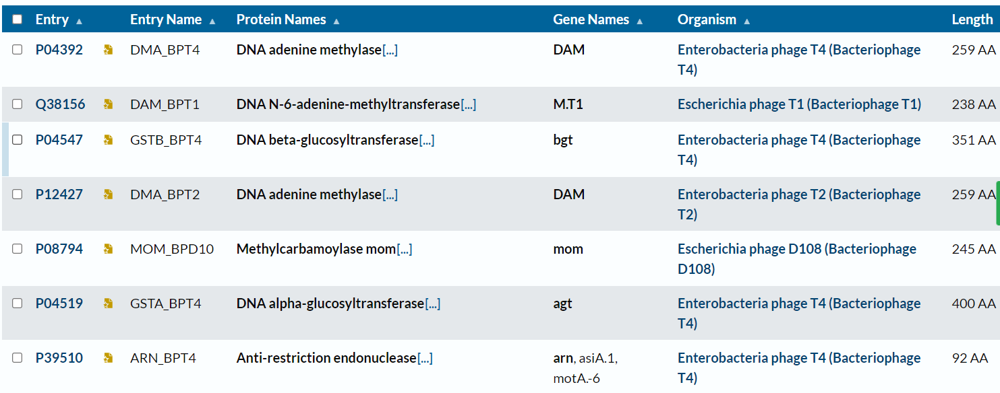 Entry ▲ Entry Name ▲ Protein Names ▲ Gene Names ▲ Organism ▲ Length
P04392 DMA_BPT4 DNA adenine methylase[...] DAM Enterobacteria phage T4 (Bacteriophage 259 AA
T4)
Q38156 DAM_BPT1 DNA N-6-adenine-methyltransferase[...] M.T1 Escherichia phage T1 (Bacteriophage T1) 238 AA
P04547 GSTB_BPT4 DNA beta-glucosyltransferase[...] bgt Enterobacteria phage T4 (Bacteriophage 351 AA
T4)
P12427 DMA_BPT2 DNA adenine methylase[...] DAM Enterobacteria phage T2 (Bacteriophage 259 AA
T2)
P08794 MOM_BPD10 Methylcarbamoylase mom[...] mom Escherichia phage D108 (Bacteriophage 245 AA
D108)
P04519 GSTA_BPT4 DNA alpha-glucosyltransferase[...] agt Enterobacteria phage T4 (Bacteriophage 400 AA
T4)
P39510 ARN_BPT4 Anti-restriction endonuclease[...] arn, asiA.1, Enterobacteria phage T4 (Bacteriophage 92 AA
motA.-6 T4)